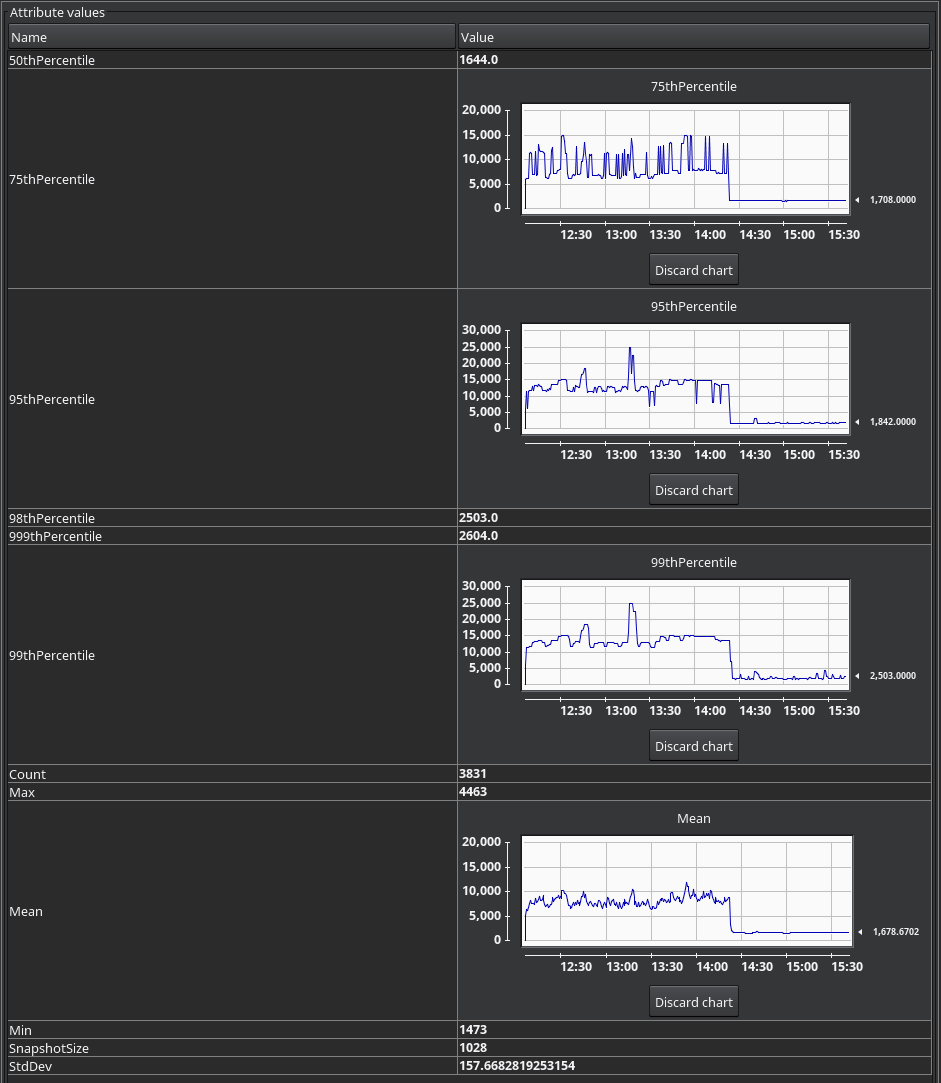 Attribute values
Name Value
50thPercentile 1644.0
75thPercentile
75thPercentile
20,000
15,000
10,000
5,000
0
1,708.0000
12:30 13:00 13:30 14:00 14:30 15:00 15:30
Discard chart
95thPercentile
95thPercentile
30,000
25,000
20,000
15,000
10,000
5,000
0
1,842.0000
12:30 13:00 13:30 14:00 14:30 15:00 15:30
Discard chart
98thPercentile 2503.0
999thPercentile 2604.0
99thPercentile
99thPercentile
30,000
25,000
20,000
15,000
10,000
5,000
0
2,503.0000
12:30 13:00 13:30 14:00 14:30 15:00 15:30
Discard chart
Count 3831
Max 4463
Mean
Mean
20,000
15,000
10,000
5,000
0
1,678.6702
12:30 13:00 13:30 14:00 14:30 15:00 15:30
Discard chart
Min 1473
SnapshotSize 1028
StdDev 157.6682819253154